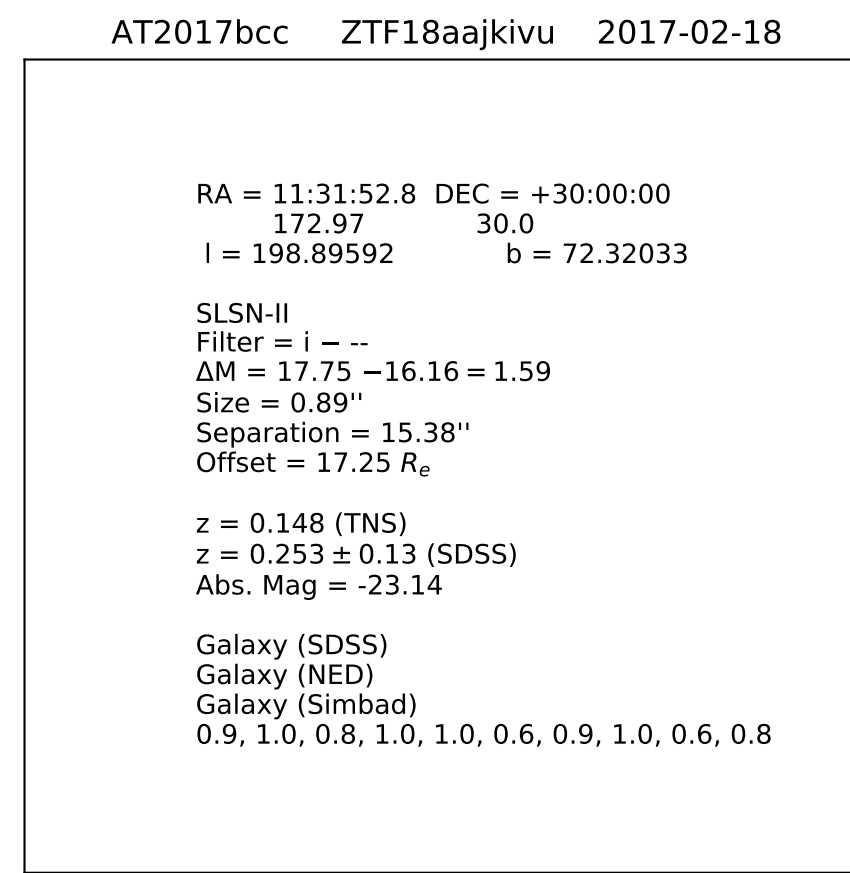 AT2017bcc ZTF18aajkivu 2017-02-18
RA = 11:31:52.8 DEC = +30:00:00
172.97 30.0
l = 198.89592 b = 72.32033
SLSN-II
Filter = i − --
ΔM = 17.75 −16.16 = 1.59
Size = 0.89''
Separation = 15.38''
Offset = 17.25 Re
z = 0.148 (TNS)
z = 0.253 ± 0.13 (SDSS)
Abs. Mag = -23.14
Galaxy (SDSS)
Galaxy (NED)
Galaxy (Simbad)
0.9, 1.0, 0.8, 1.0, 1.0, 0.6, 0.9, 1.0, 0.6, 0.8